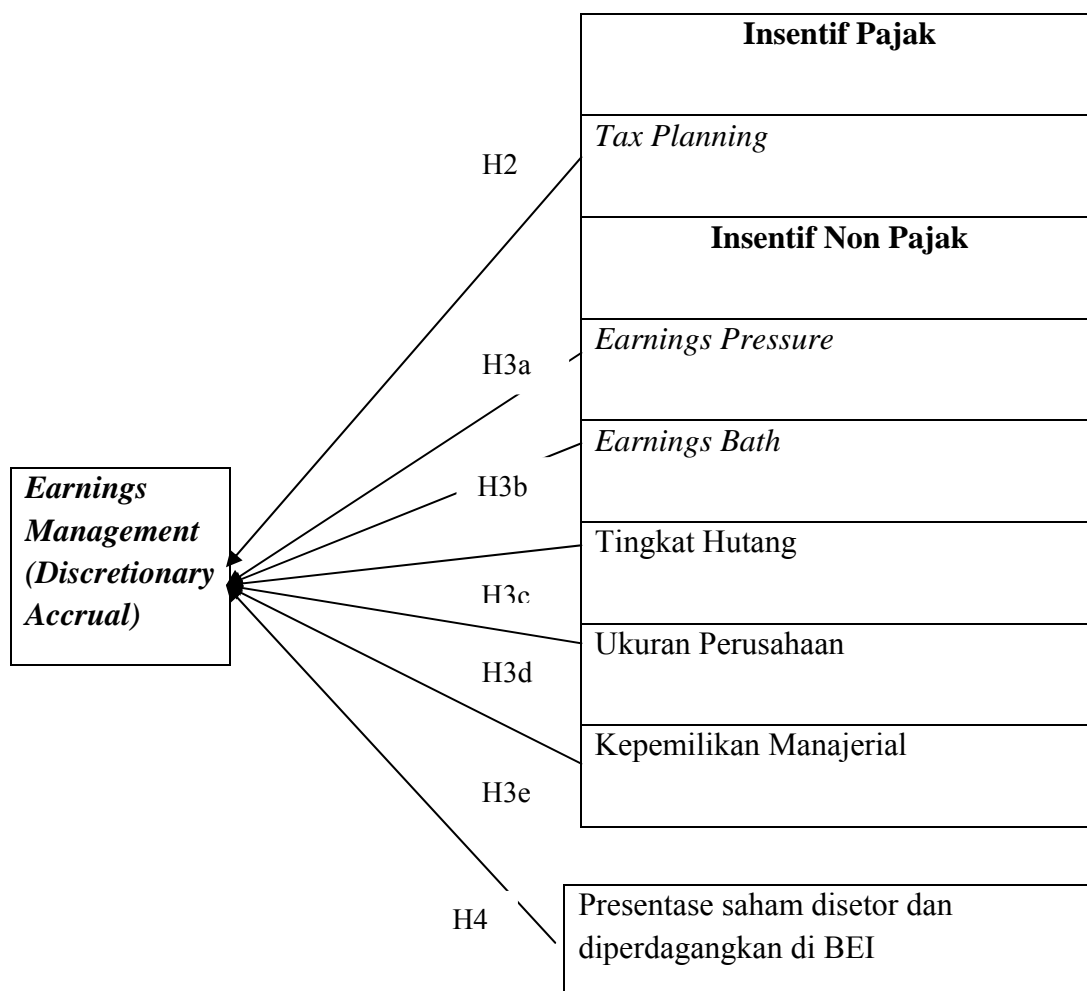 Insentif Pajak
Tax Planning
H2
Insentif Non Pajak
Earnings Pressure
H3a
Earnings Bath
H3b
Earnings
Management
(Discretionary
Accrual)
Tingkat Hutang
H3c
Ukuran Perusahaan
H3d
Kepemilikan Manajerial
H3e
Presentase saham disetor dan
diperdagangkan di BEI
H4